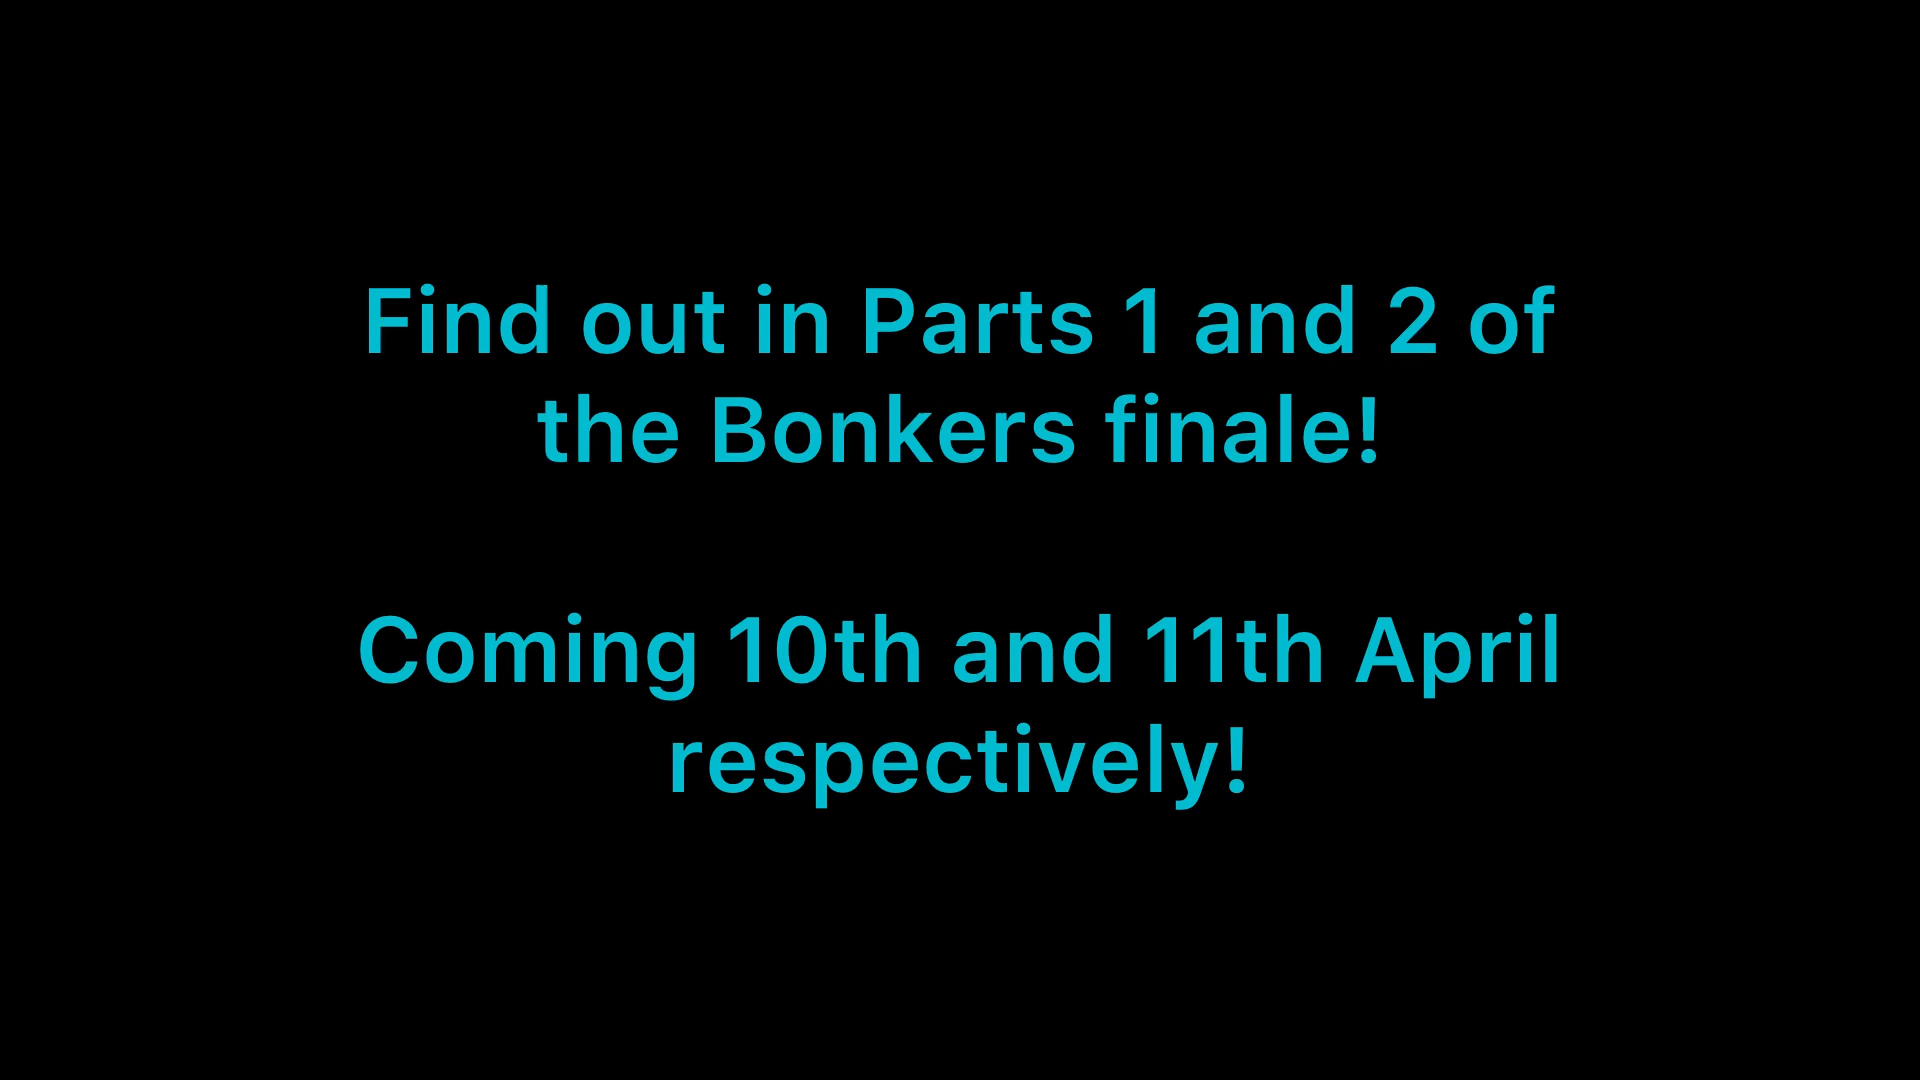 Find out in Parts 1 and 2 of
the Bonkers finale!
Coming 10th and 11th April
respectively!